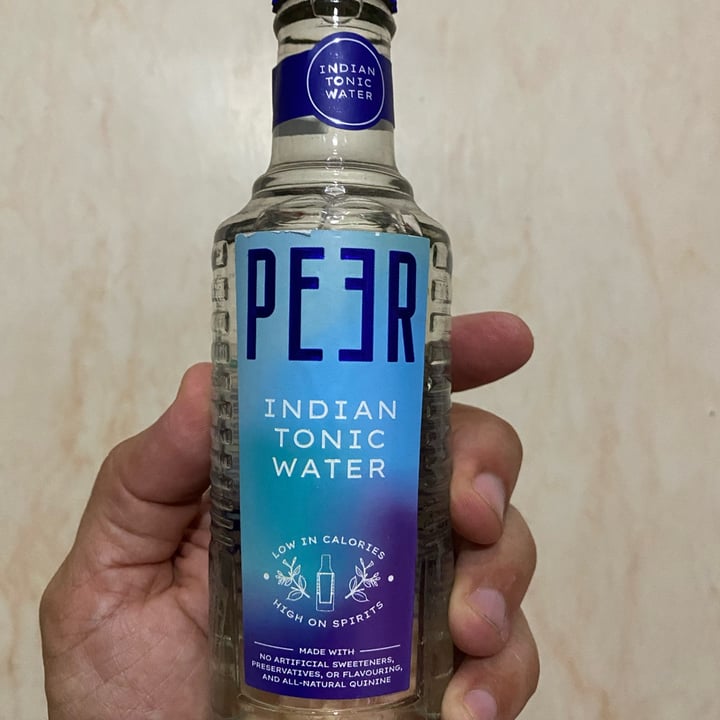 INDIAN
TONIC
WATER
PEER
INDIAN
TONIC
WATER
LOW IN CALORIES
HIGH ON SPIRITS
MADE WITH
NO ARTIFICIAL SWEETENERS,
PRESERVATIVES, OR FLAVOURING,
AND ALL-NATURAL QUININE